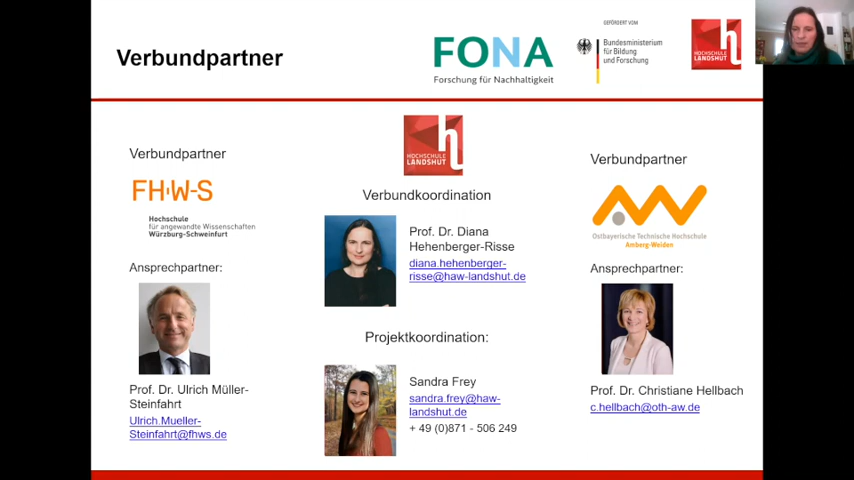 Verbundpartner
FONA
Forschung für Nachhaltigkeit
GEFÖRDERT VOM
Bundesministerium
für Bildung
und Forschung
HOCHSCHULE
LANDSHUT
Verbundpartner
FH·W-S
Hochschule
für angewandte Wissenschaften
Würzburg-Schweinfurt
Ansprechpartner:
Prof. Dr. Ulrich Müller-
Steinfahrt
Ulrich.Mueller-
Steinfahrt@fhws.de
HOCHSCHULE
LANDSHUT
Verbundkoordination
Prof. Dr. Diana
Hehenberger-Risse
diana.hehenberger-
risse@haw-landshut.de
Projektkoordination:
Sandra Frey
sandra.frey@haw-
landshut.de
+ 49 (0)871 - 506 249
Verbundpartner
Ostbayerische Technische Hochschule
Amberg-Weiden
Ansprechpartner:
Prof. Dr. Christiane Hellbach
c.hellbach@oth-aw.de